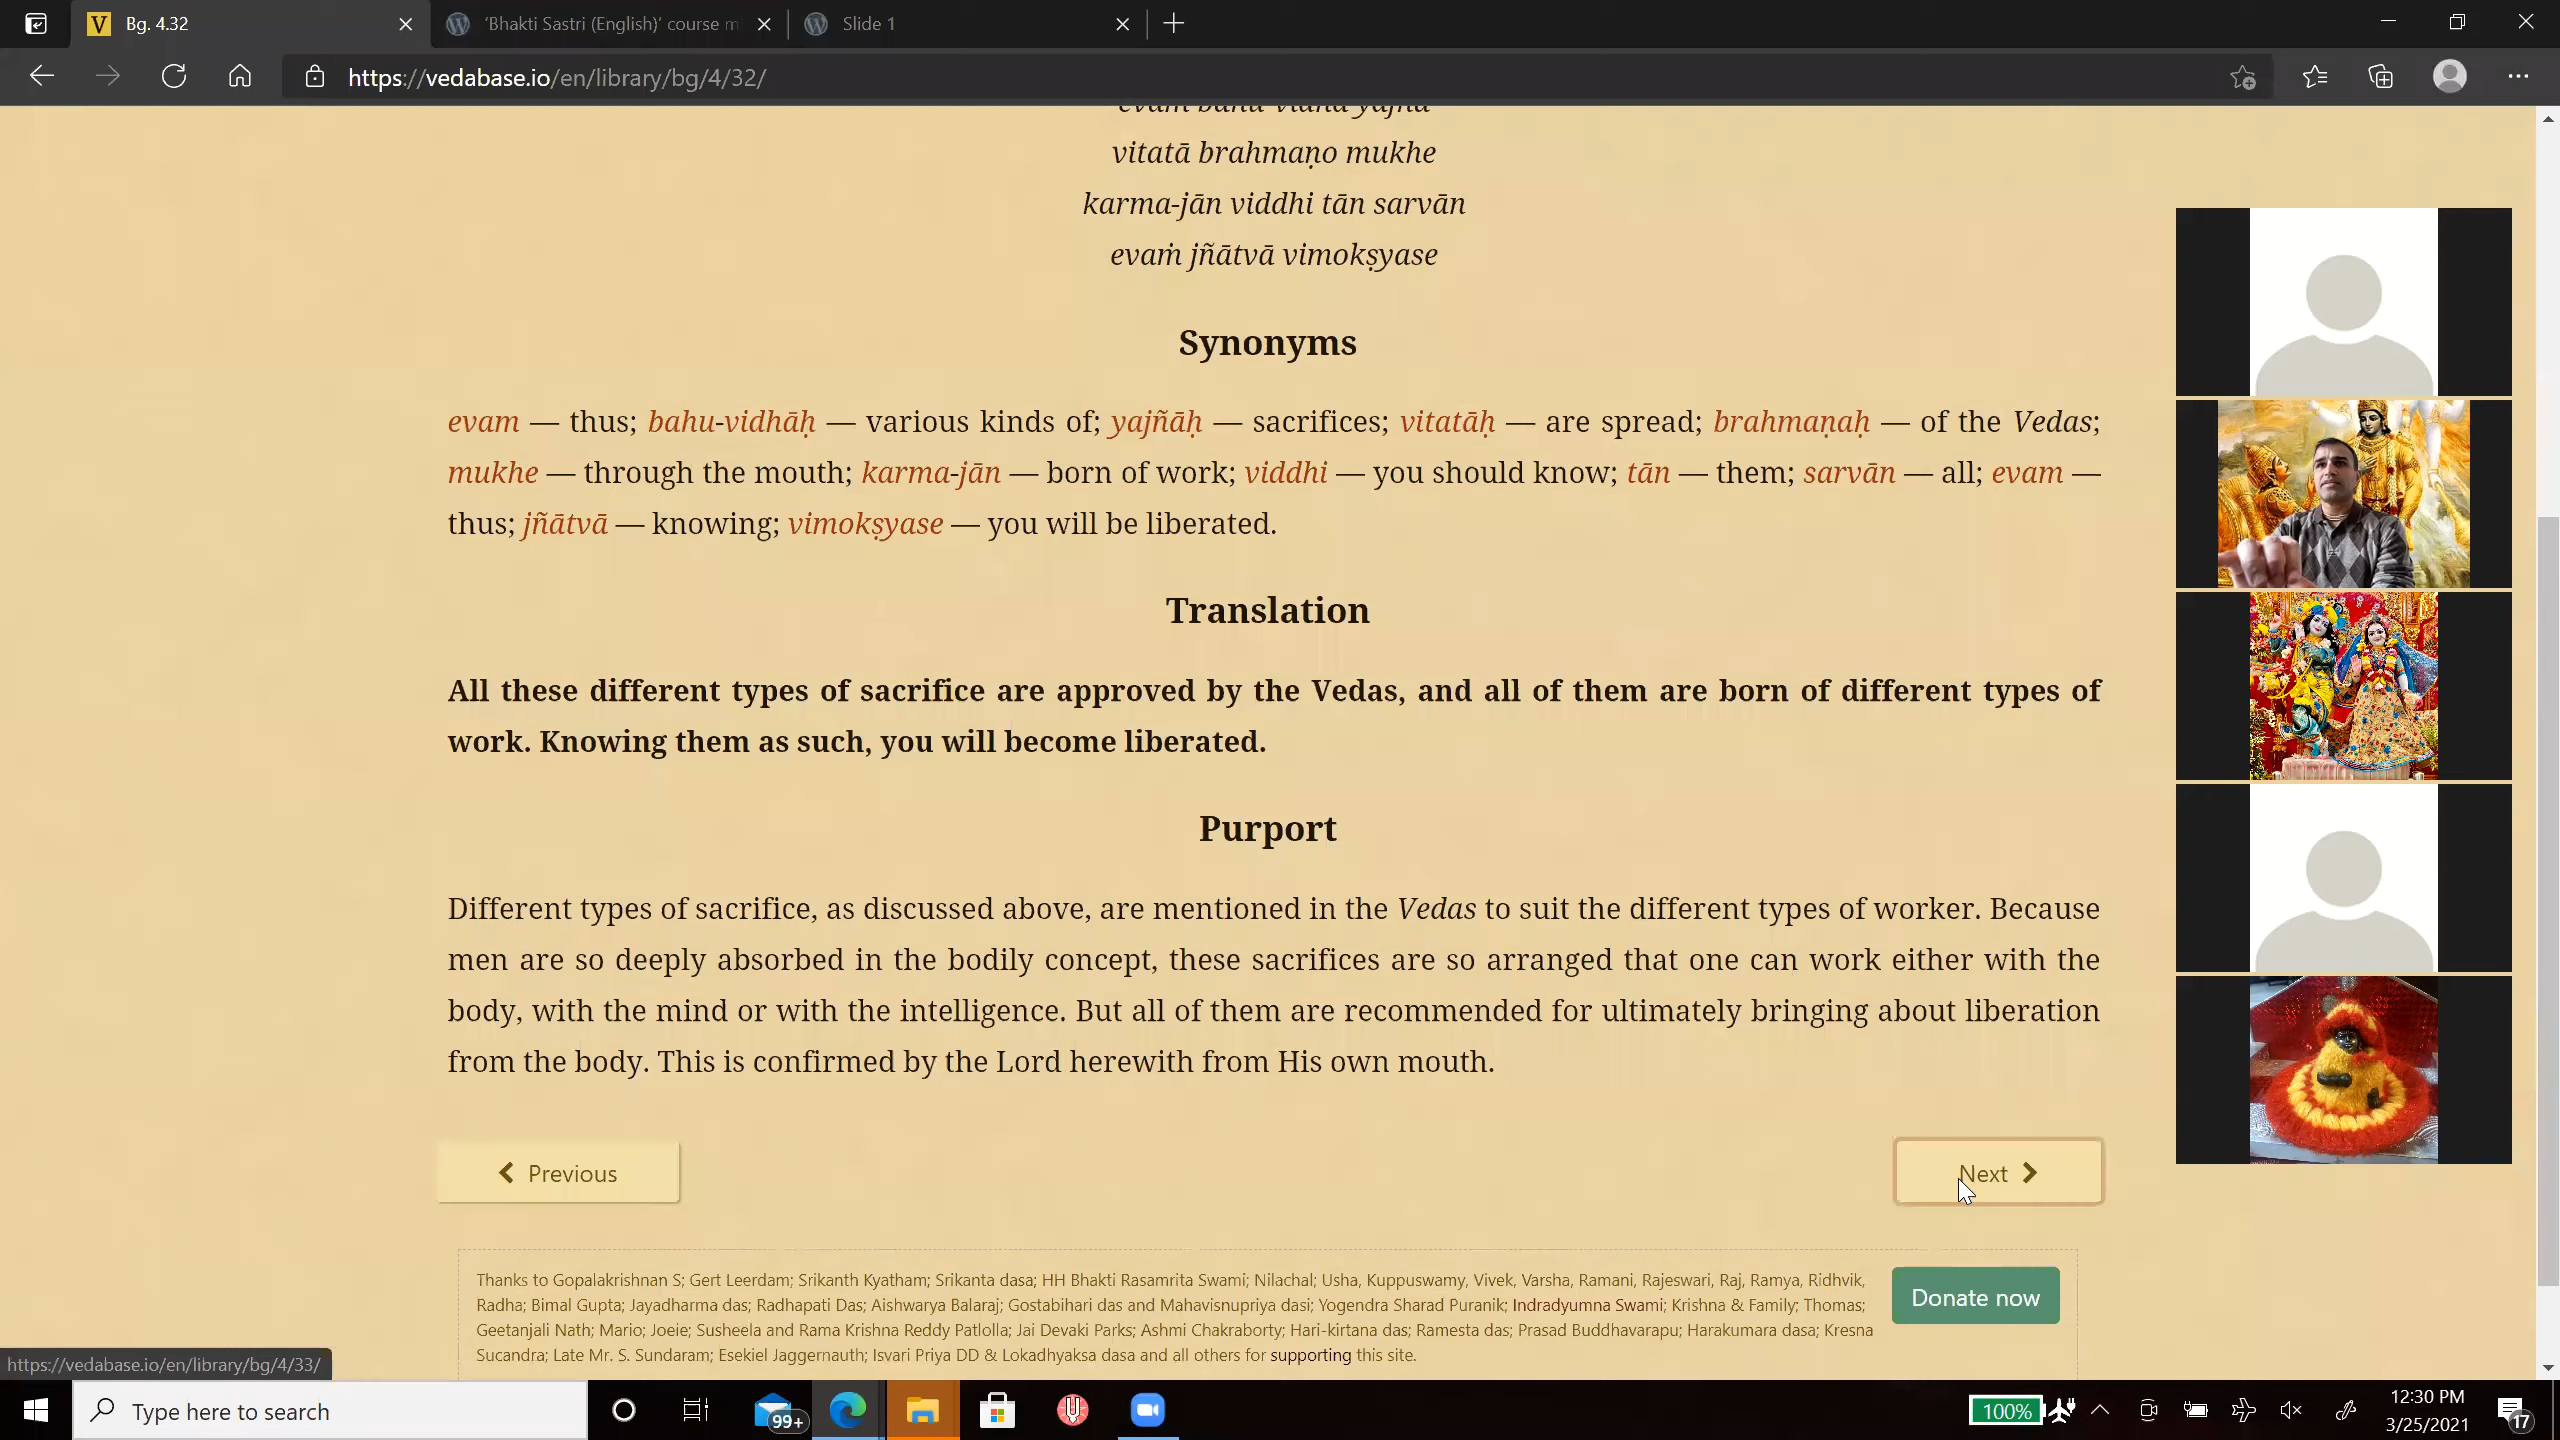 Bg. 4.32
‘Bhakti Sastri (English)’ course m
Slide 1
https://vedabase.io/en/library/bg/4/32/
vitatā brahmaṇo mukhe
karma-jān viddhi tān sarvān
evaṁ jñātvā vimokṣyase
Synonyms
evam — thus; bahu-vidhāḥ — various kinds of; yajñāḥ — sacrifices; vitatāḥ — are spread; brahmaṇaḥ — of the Vedas;
mukhe — through the mouth; karma-jān — born of work; viddhi — you should know; tān — them; sarvān — all; evam —
thus; jñātvā — knowing; vimokṣyase — you will be liberated.
Translation
All these different types of sacrifice are approved by the Vedas, and all of them are born of different types of
work. Knowing them as such, you will become liberated.
Purport
Different types of sacrifice, as discussed above, are mentioned in the Vedas to suit the different types of worker. Because
men are so deeply absorbed in the bodily concept, these sacrifices are so arranged that one can work either with the
body, with the mind or with the intelligence. But all of them are recommended for ultimately bringing about liberation
from the body. This is confirmed by the Lord herewith from His own mouth.
Previous
Next
Thanks to Gopalakrishnan S; Gert Leerdam; Srikanth Kyatham; Srikanta dasa; HH Bhakti Rasamrita Swami; Nilachal; Usha, Kuppuswamy, Vivek, Varsha, Ramani, Rajeswari, Raj, Ramya, Ridhvik,
Radha; Bimal Gupta; Jayadharma das; Radhapati Das; Aishwarya Balaraj; Gostabihari das and Mahavisnupriya dasi; Yogendra Sharad Puranik; Indradyumna Swami; Krishna & Family; Thomas;
Geetanjali Nath; Mario; Joeie; Susheela and Rama Krishna Reddy Patlolla; Jai Devaki Parks; Ashmi Chakraborty; Hari-kirtana das; Ramesta das; Prasad Buddhavarapu; Harakumara dasa; Kresna
Sucandra; Late Mr. S. Sundaram; Esekiel Jaggernauth; Isvari Priya DD & Lokadhyaksa dasa and all others for supporting this site.
Donate now
https://vedabase.io/en/library/bg/4/33/
Type here to search
99+
100%
12:30 PM
3/25/2021
17